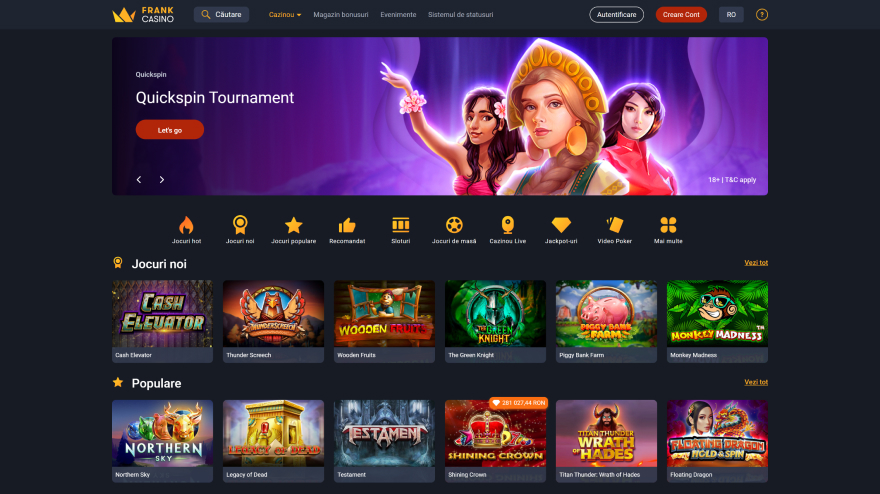 FRANK
CASINO
Căutare
Cazinou
Magazin bonusuri
Evenimente
Sistemul de statusuri
Autentificare
Creare Cont
RO
?
Quickspin
Quickspin Tournament
Let's go
18+ | T&C apply
Jocuri hot
Jocuri noi
Jocuri populare
Recomandat
Sloturi
Jocuri de masă
Cazinou Live
Jackpot-uri
Video Poker
Mai multe
Jocuri noi
Vezi tot
CASH
ELEVATOR
THUNDER SCREECH
WOODEN FRUITS
THE GREEN
KNIGHT
PIGGY BANK
FARM
MONKEY MADNESS™
Cash Elevator
Thunder Screech
Wooden Fruits
The Green Knight
Piggy Bank Farm
Monkey Madness
Populare
Vezi tot
NORTHERN
SKY
LEGACY OF DEAD
TESTAMENT
281 027,44 RON
SHINING CROWN
TITAN THUNDER
WRATH
OF
HADES
FLOATING DRAGON
HOLD & SPIN
Northern Sky
Legacy of Dead
Testament
Shining Crown
Titan Thunder: Wrath of Hades
Floating Dragon